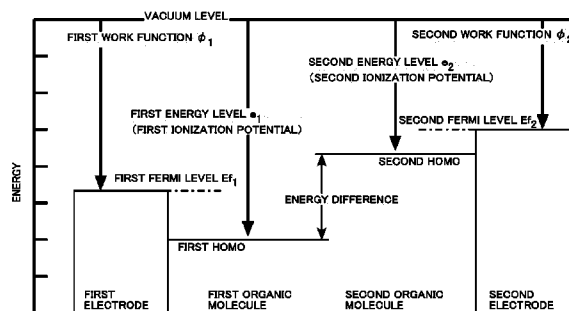 VACUUM LEVEL
FIRST WORK FUNCTION ϕ1
SECOND WORK FUNCTION ϕ2
SECOND ENERGY LEVEL e2
(SECOND IONIZATION POTENTIAL)
FIRST ENERGY LEVEL e1
(FIRST IONIZATION POTENTIAL)
SECOND FERMI LEVEL Ef2
SECOND HOMO
FIRST FERMI LEVEL Ef1
ENERGY DIFFERENCE
FIRST HOMO
ENERGY
FIRST
ELECTRODE
FIRST ORGANIC
MOLECULE
SECOND ORGANIC
MOLECULE
SECOND
ELECTRODE